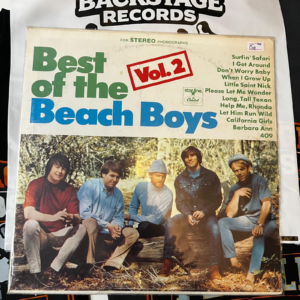 BACKSTAGE
RECORDS
FOR STEREO PHONOGRAPHS
Best
of the
Vol. 2
Beach Boys
starline
Capitol
Surfin' Safari
I Get Around
Don't Worry Baby
When I Grow Up
Little Saint Nick
Please Let Me Wonder
Long, Tall Texan
Help Me, Rhonda
Let Him Run Wild
California Girls
Barbara Ann
409